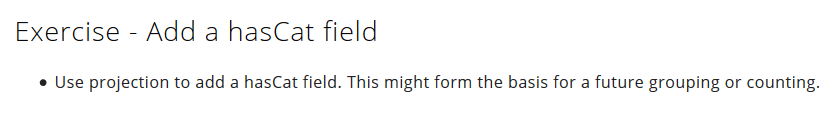 Exercise - Add a hasCat field
• Use projection to add a hasCat field. This might form the basis for a future grouping or counting.